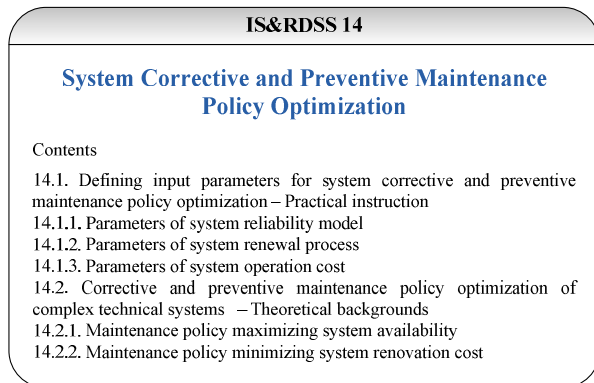 IS&RDSS 14
System Corrective and Preventive Maintenance
Policy Optimization
Contents
14.1. Defining input parameters for system corrective and preventive
maintenance policy optimization – Practical instruction
14.1.1. Parameters of system reliability model
14.1.2. Parameters of system renewal process
14.1.3. Parameters of system operation cost
14.2. Corrective and preventive maintenance policy optimization of
complex technical systems – Theoretical backgrounds
14.2.1. Maintenance policy maximizing system availability
14.2.2. Maintenance policy minimizing system renovation cost